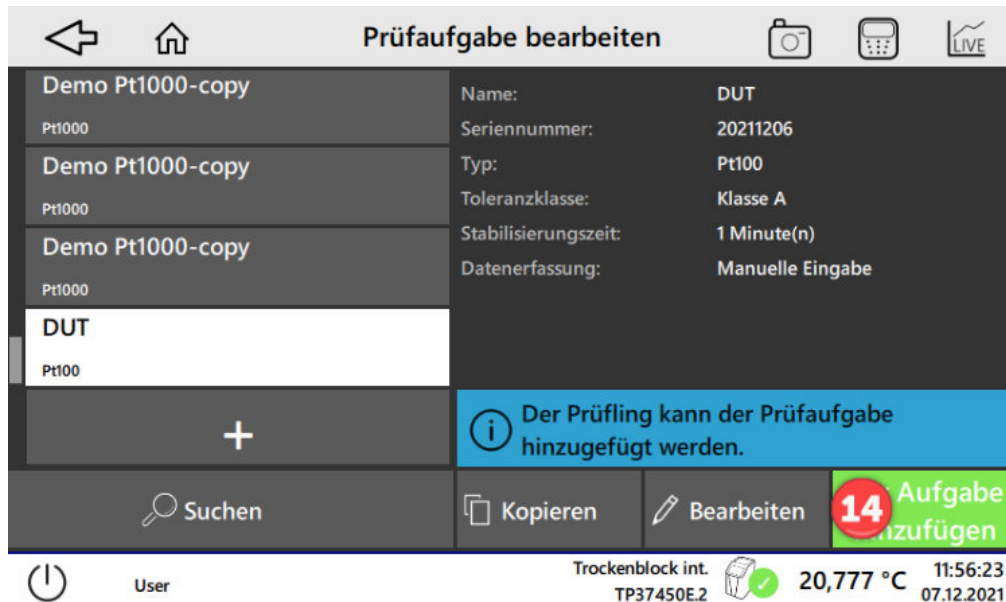 Prüfaufgabe bearbeiten
LIVE
Demo Pt1000-copy
Pt1000
Demo Pt1000-copy
Pt1000
Demo Pt1000-copy
Pt1000
DUT
Pt100
+
Name: DUT
Seriennummer: 20211206
Typ: Pt100
Toleranzklasse: Klasse A
Stabilisierungszeit: 1 Minute(n)
Datenerfassung: Manuelle Eingabe
Der Prüfling kann der Prüfaufgabe
hinzugefügt werden.
Suchen
Kopieren
Bearbeiten
14
Aufgabe
nzufügen
User
Trockenblock int.
TP37450E.2
20,777 °C
11:56:23
07.12.2021